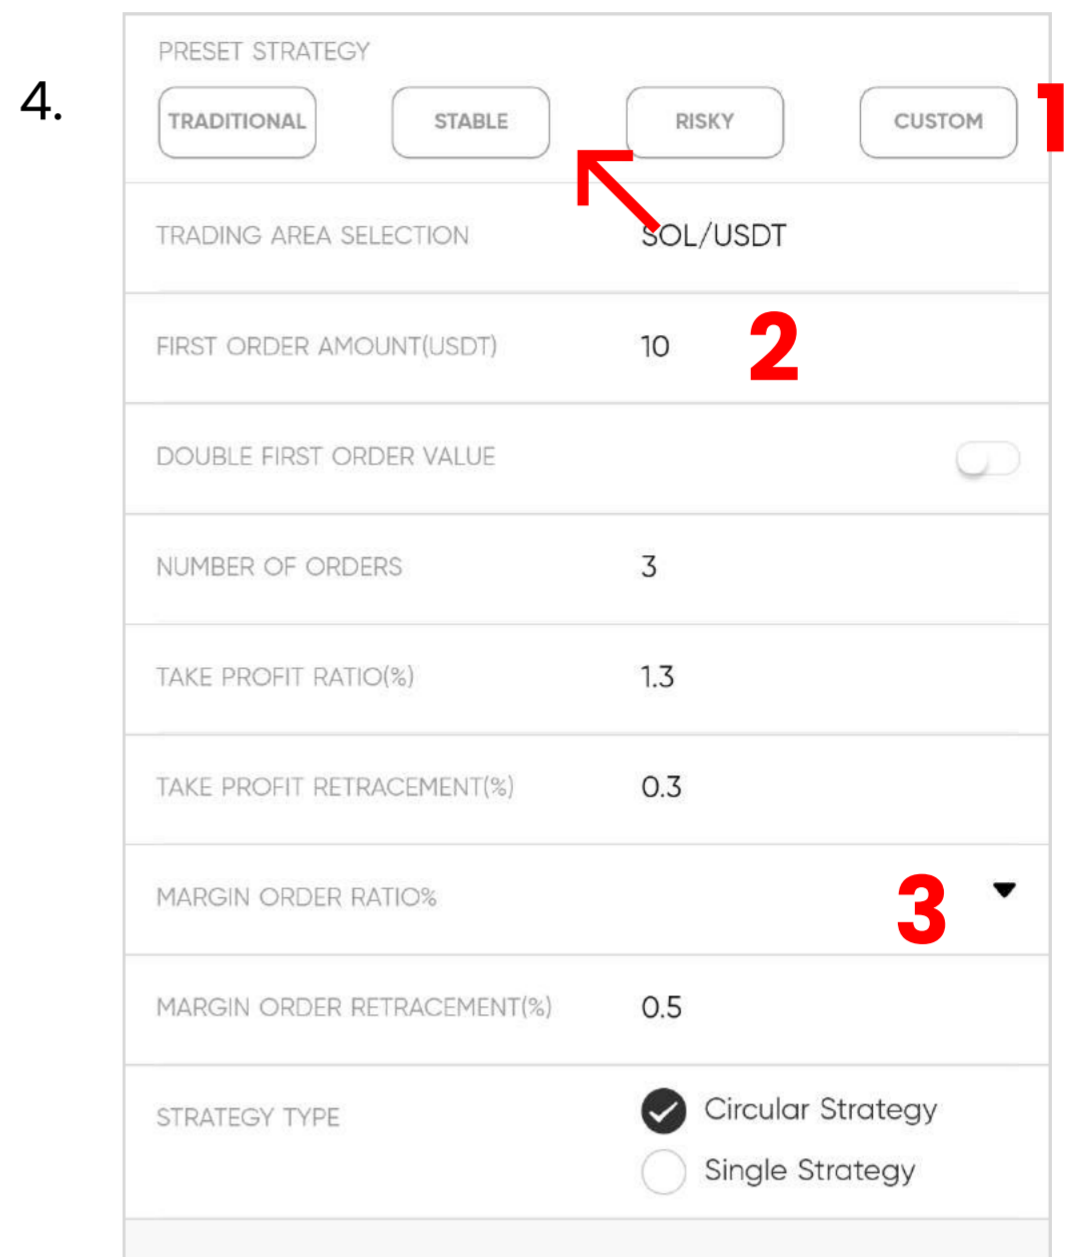 PRESET STRATEGY
4.
TRADITIONAL STABLE RISKY CUSTOM 1
TRADING AREA SELECTION SOL/USDT
FIRST ORDER AMOUNT(USDT) 10 2
DOUBLE FIRST ORDER VALUE
NUMBER OF ORDERS 3
TAKE PROFIT RATIO(%) 1.3
TAKE PROFIT RETRACEMENT(%) 0.3
MARGIN ORDER RATIO% 3
MARGIN ORDER RETRACEMENT(%) 0.5
STRATEGY TYPE Circular Strategy
Single Strategy